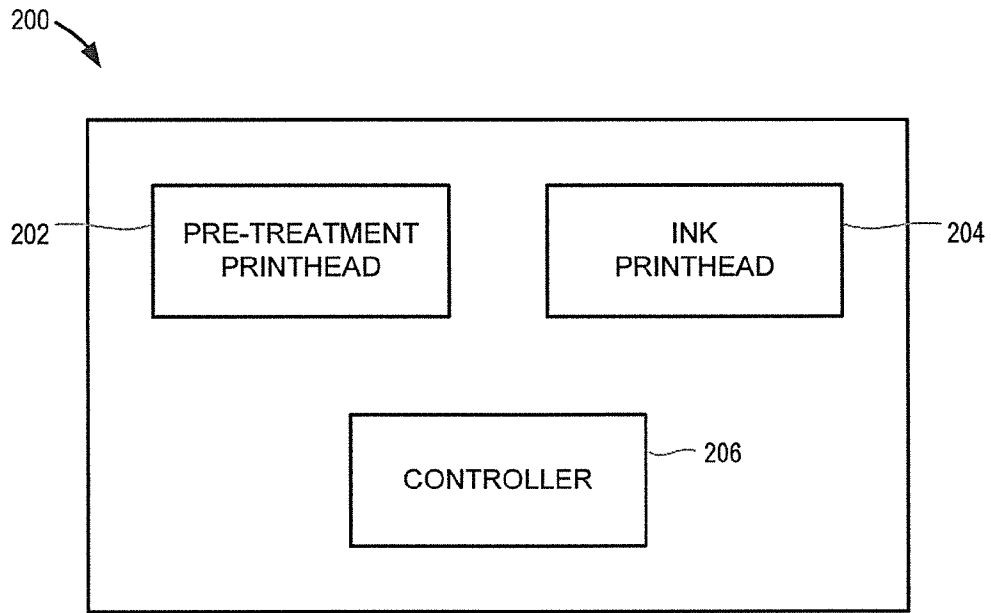 200
202
PRE-TREATMENT
PRINTHEAD
INK
PRINTHEAD
204
CONTROLLER
206